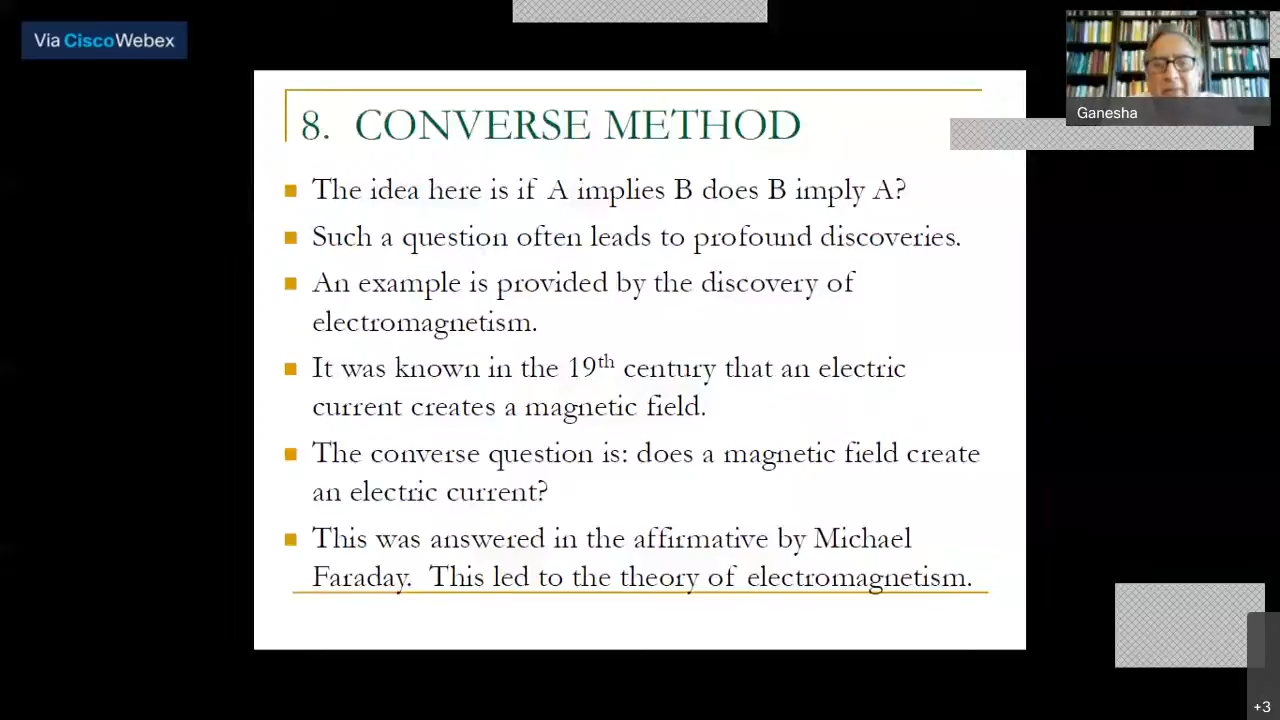 Via Cisco Webex
Ganesha
8. CONVERSE METHOD
The idea here is if A implies B does B imply A?
Such a question often leads to profound discoveries.
An example is provided by the discovery of
electromagnetism.
It was known in the 19th century that an electric
current creates a magnetic field.
The converse question is: does a magnetic field create
an electric current?
This was answered in the affirmative by Michael
Faraday. This led to the theory of electromagnetism.
+3